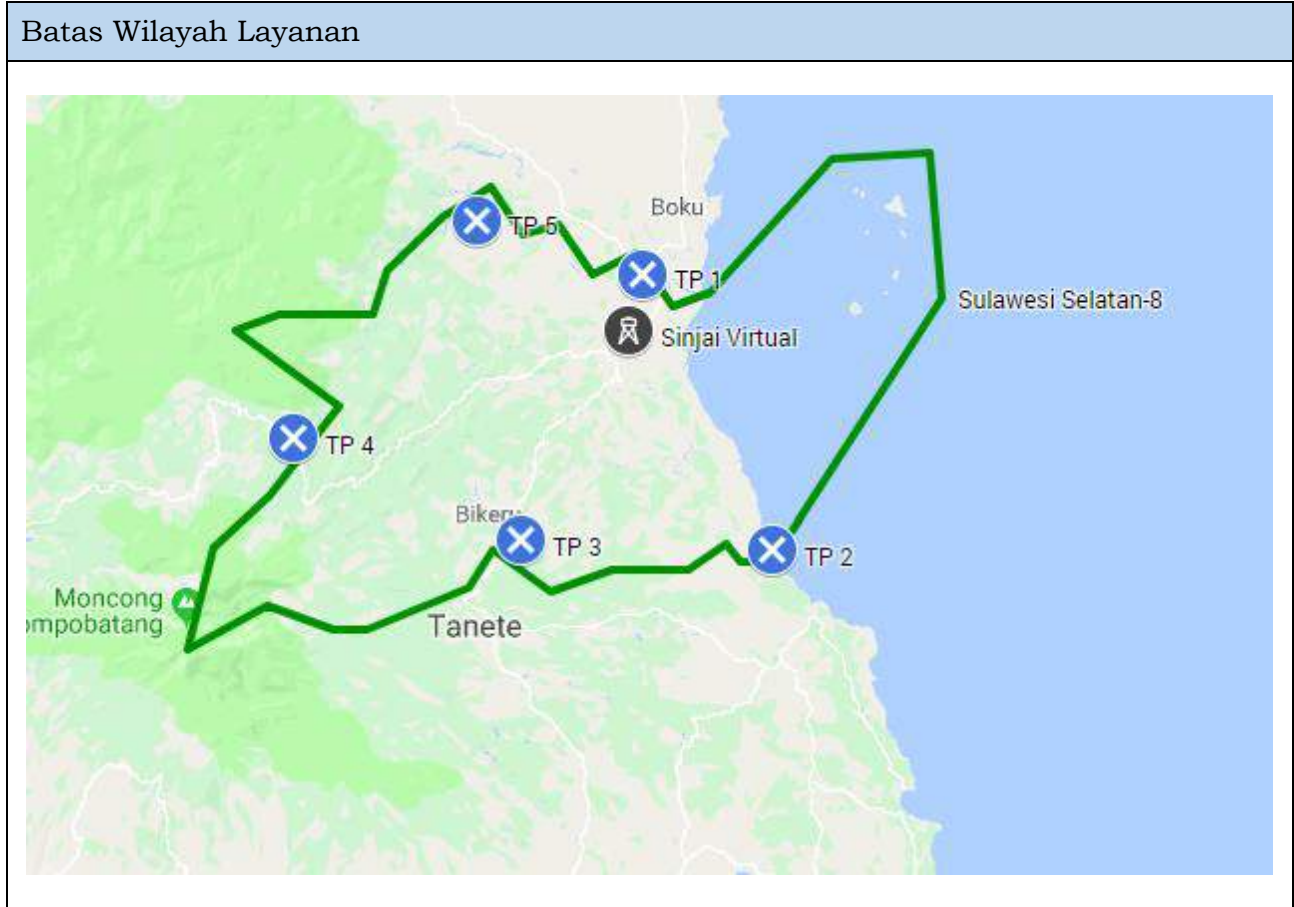 Batas Wilayah Layanan
Boku
TP 5
TP 1
Sulawesi Selatan-8
Sinjai Virtual
TP 4
TP 3
TP 2
Moncong
ompobatang
Tanete